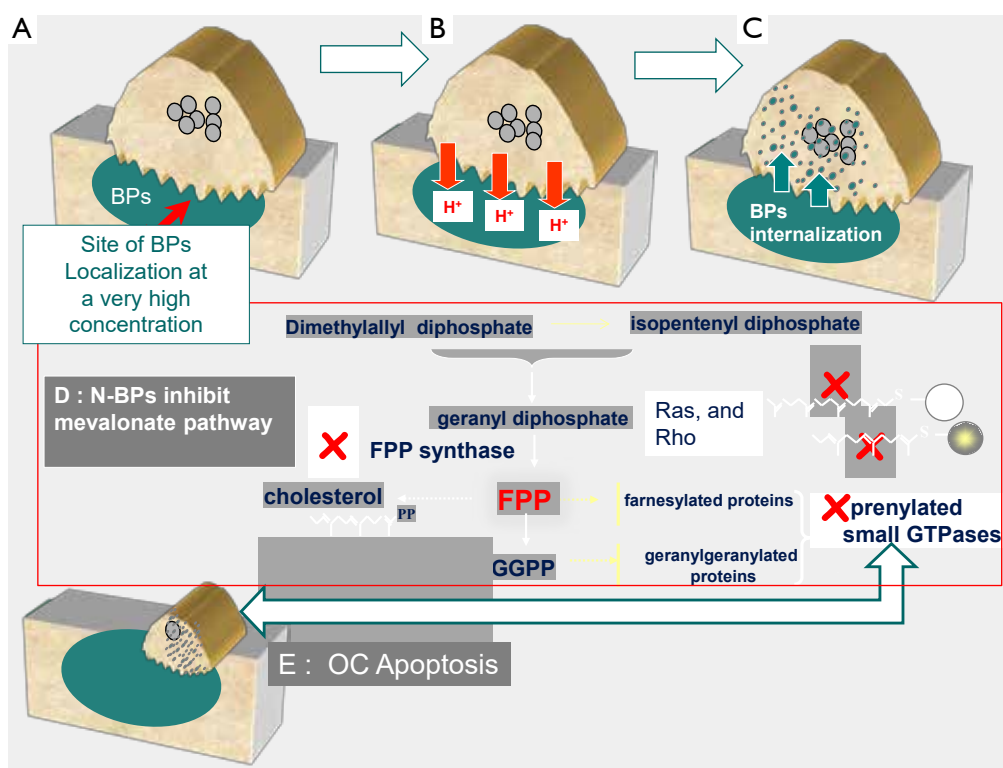 A
B
C
BPs
H⁺
H⁺
H⁺
BPs
internalization
Site of BPs
Localization at
a very high
concentration
Dimethylallyl diphosphate
isopentenyl diphosphate
D : N-BPs inhibit
mevalonate pathway
geranyl diphosphate
Ras, and
Rho
S
S
FPP synthase
cholesterol
PP
FPP
farnesylated proteins
prenylated
small GTPases
GGPP
geranylgeranylated
proteins
E : OC Apoptosis